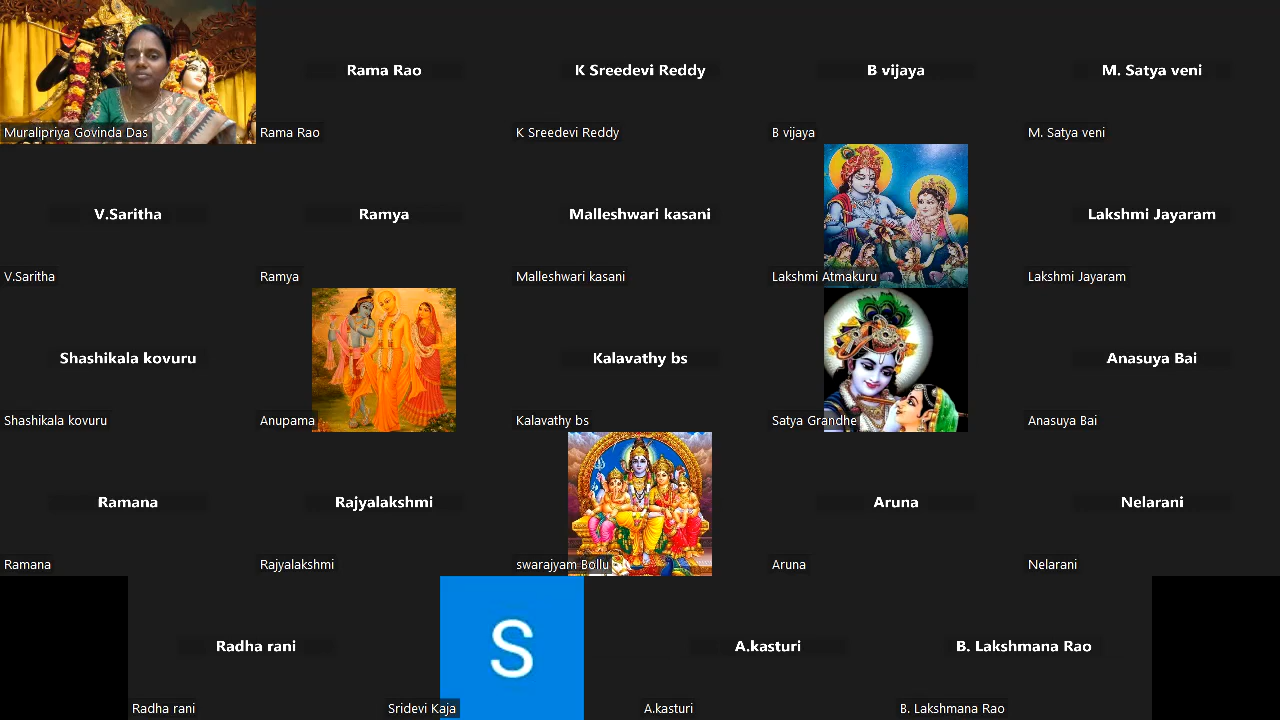 Muralipriya Govinda Das
Rama Rao
Rama Rao
K Sreedevi Reddy
K Sreedevi Reddy
B vijaya
B vijaya
M. Satya veni
M. Satya veni
V.Saritha
V.Saritha
Ramya
Ramya
Malleshwari kasani
Malleshwari kasani
Lakshmi Atmakuru
Lakshmi Jayaram
Lakshmi Jayaram
Shashikala kovuru
Shashikala kovuru
Anupama
Kalavathy bs
Kalavathy bs
Satya Grandhe
Anasuya Bai
Anasuya Bai
Ramana
Ramana
Rajyalakshmi
Rajyalakshmi
swarajyam Bollu
Aruna
Aruna
Nelarani
Nelarani
Radha rani
Radha rani
S
Sridevi Kaja
A.kasturi
A.kasturi
B. Lakshmana Rao
B. Lakshmana Rao